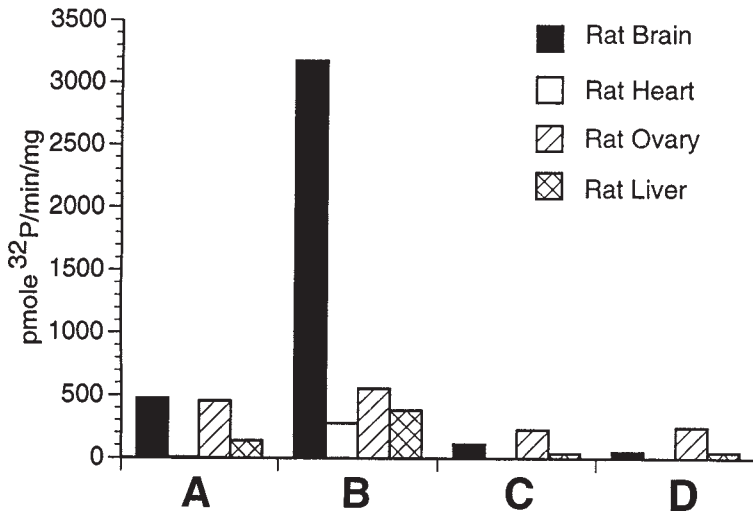 3500
3000
2500
2000
1500
1000
500
0
pmole 32P/min/mg
Rat Brain
Rat Heart
Rat Ovary
Rat Liver
A B C D